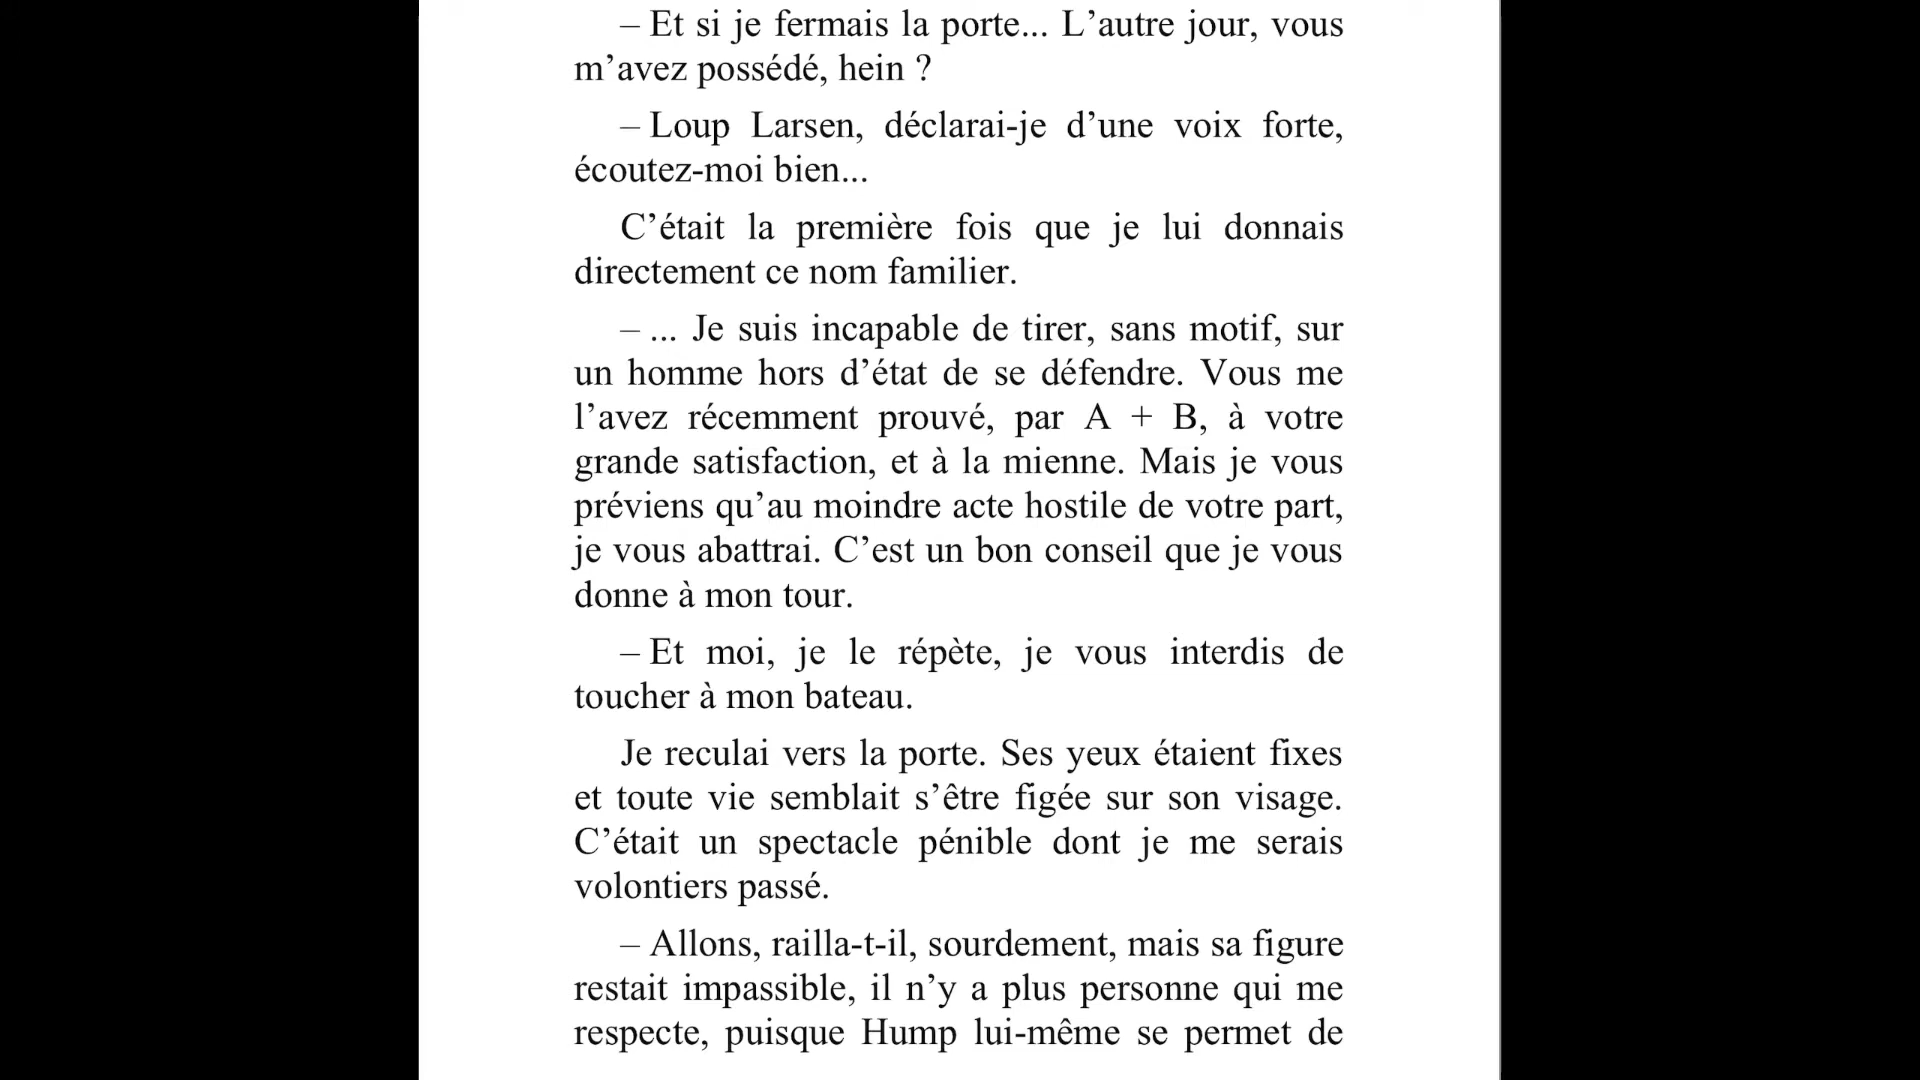 – Et si je fermais la porte... L’autre jour, vous
m’avez possédé, hein ?
– Loup Larsen, déclarai-je d’une voix forte,
écoutez-moi bien...
C’était la première fois que je lui donnais
directement ce nom familier.
– ... Je suis incapable de tirer, sans motif, sur
un homme hors d’état de se défendre. Vous me
l’avez récemment prouvé, par A + B, à votre
grande satisfaction, et à la mienne. Mais je vous
préviens qu’au moindre acte hostile de votre part,
je vous abattrai. C’est un bon conseil que je vous
donne à mon tour.
– Et moi, je le répète, je vous interdis de
toucher à mon bateau.
Je reculai vers la porte. Ses yeux étaient fixes
et toute vie semblait s’être figée sur son visage.
C’était un spectacle pénible dont je me serais
volontiers passé.
– Allons, railla-t-il, sourdement, mais sa figure
restait impassible, il n’y a plus personne qui me
respecte, puisque Hump lui-même se permet de